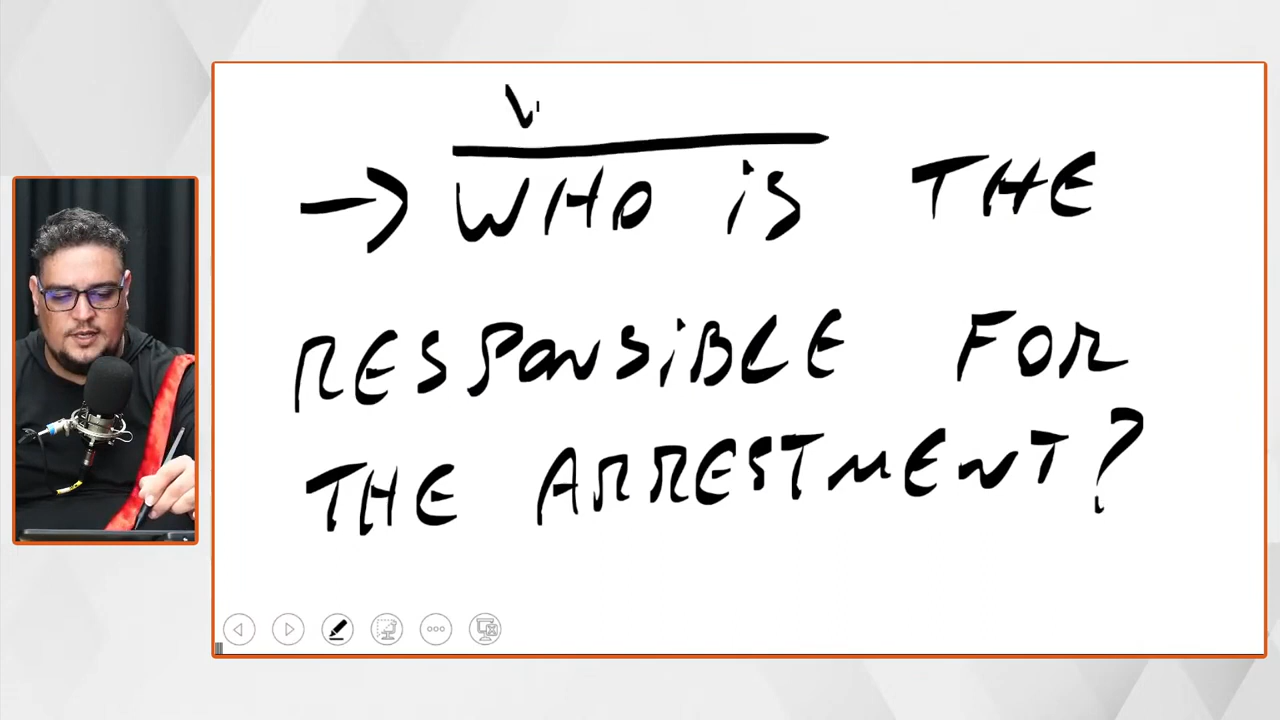 → WHO IS THE
RESPONSIBLE FOR
THE ARRESTMENT?